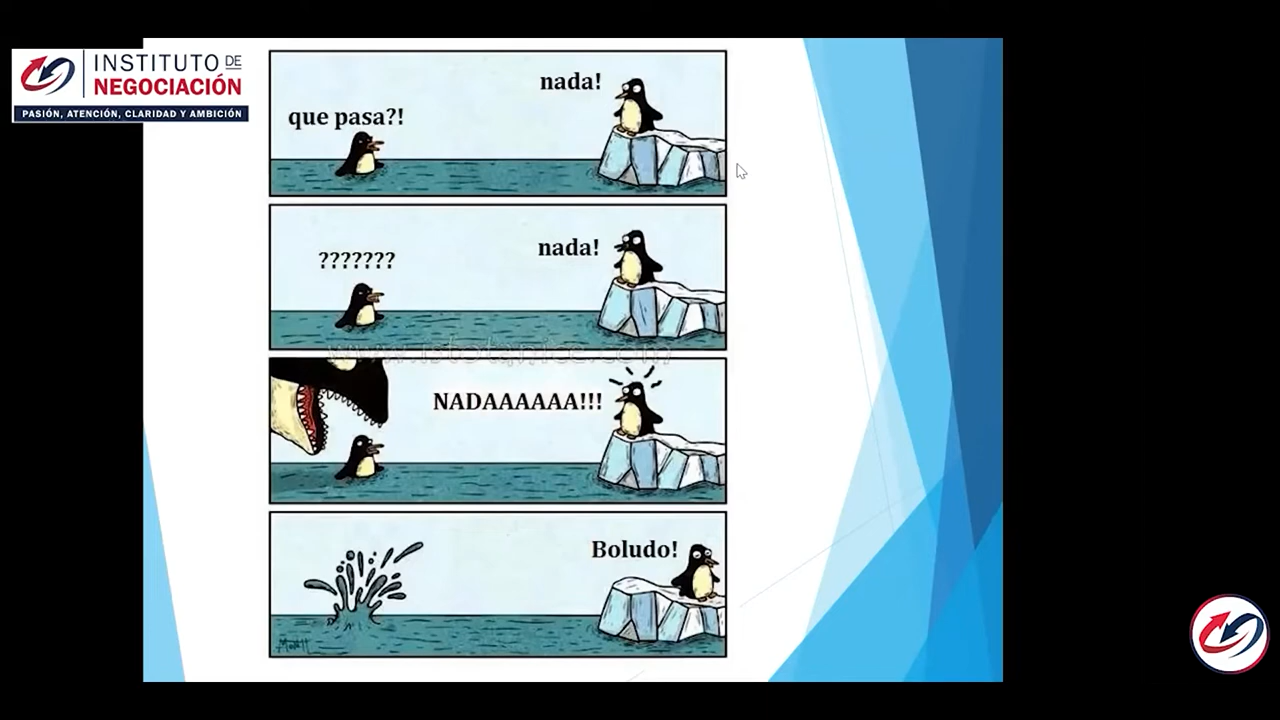 INSTITUTO DE
NEGOCIACIÓN
PASIÓN, ATENCIÓN, CLARIDAD Y AMBICIÓN
nada!
que pasa?!
nada!
???????
NADAAAAAA!!!
Boludo!